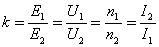 k = E₁/E₂ = U₁/U₂ = n₁/n₂ = I₂/I₁